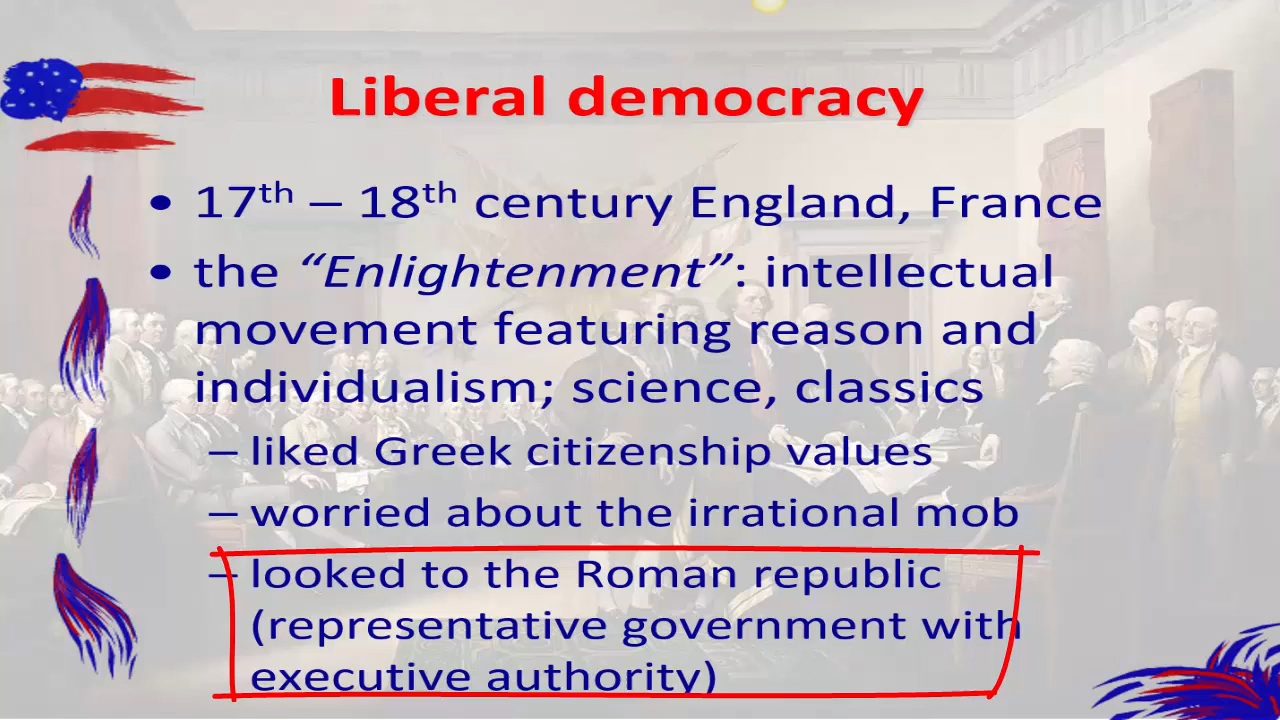 Liberal democracy
• 17th – 18th century England, France
• the “Enlightenment”: intellectual
movement featuring reason and
individualism; science, classics
– liked Greek citizenship values
– worried about the irrational mob
– looked to the Roman republic
(representative government with
executive authority)